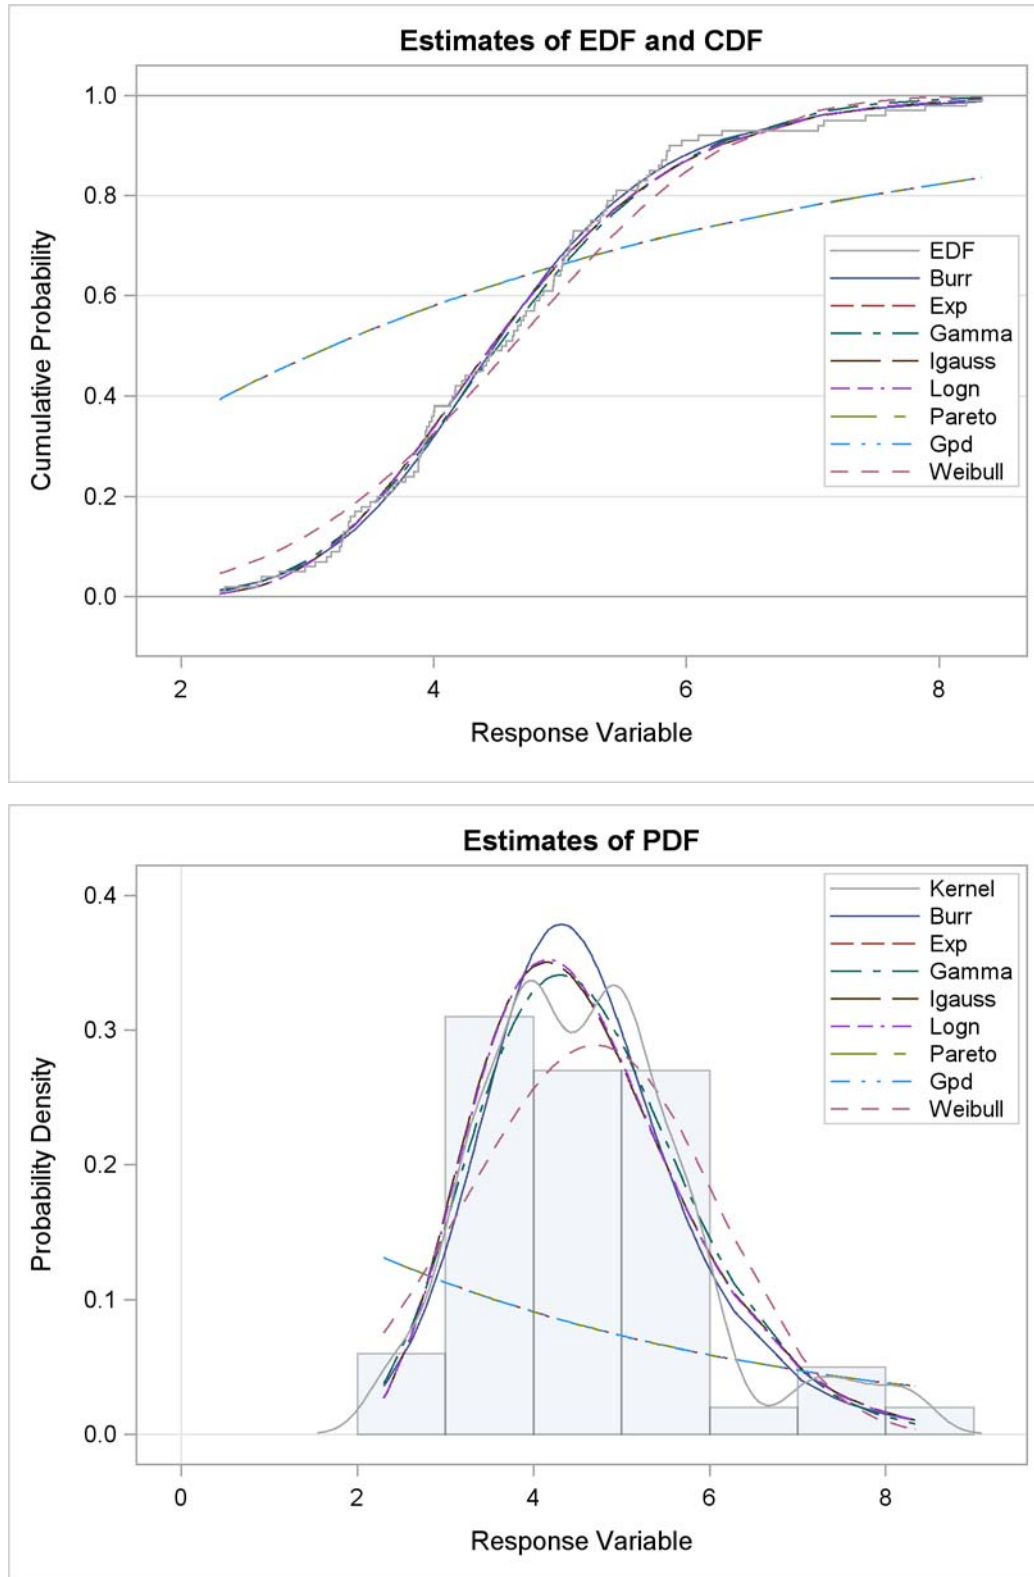 Estimates of EDF and CDF
1.0
0.8
0.6
0.4
0.2
0.0
Cumulative Probability
EDF
Burr
Exp
Gamma
Igauss
Logn
Pareto
Gpd
Weibull
2
4
6
8
Response Variable
Estimates of PDF
0.4
0.3
0.2
0.1
0.0
Probability Density
Kernel
Burr
Exp
Gamma
Igauss
Logn
Pareto
Gpd
Weibull
0
2
4
6
8
Response Variable